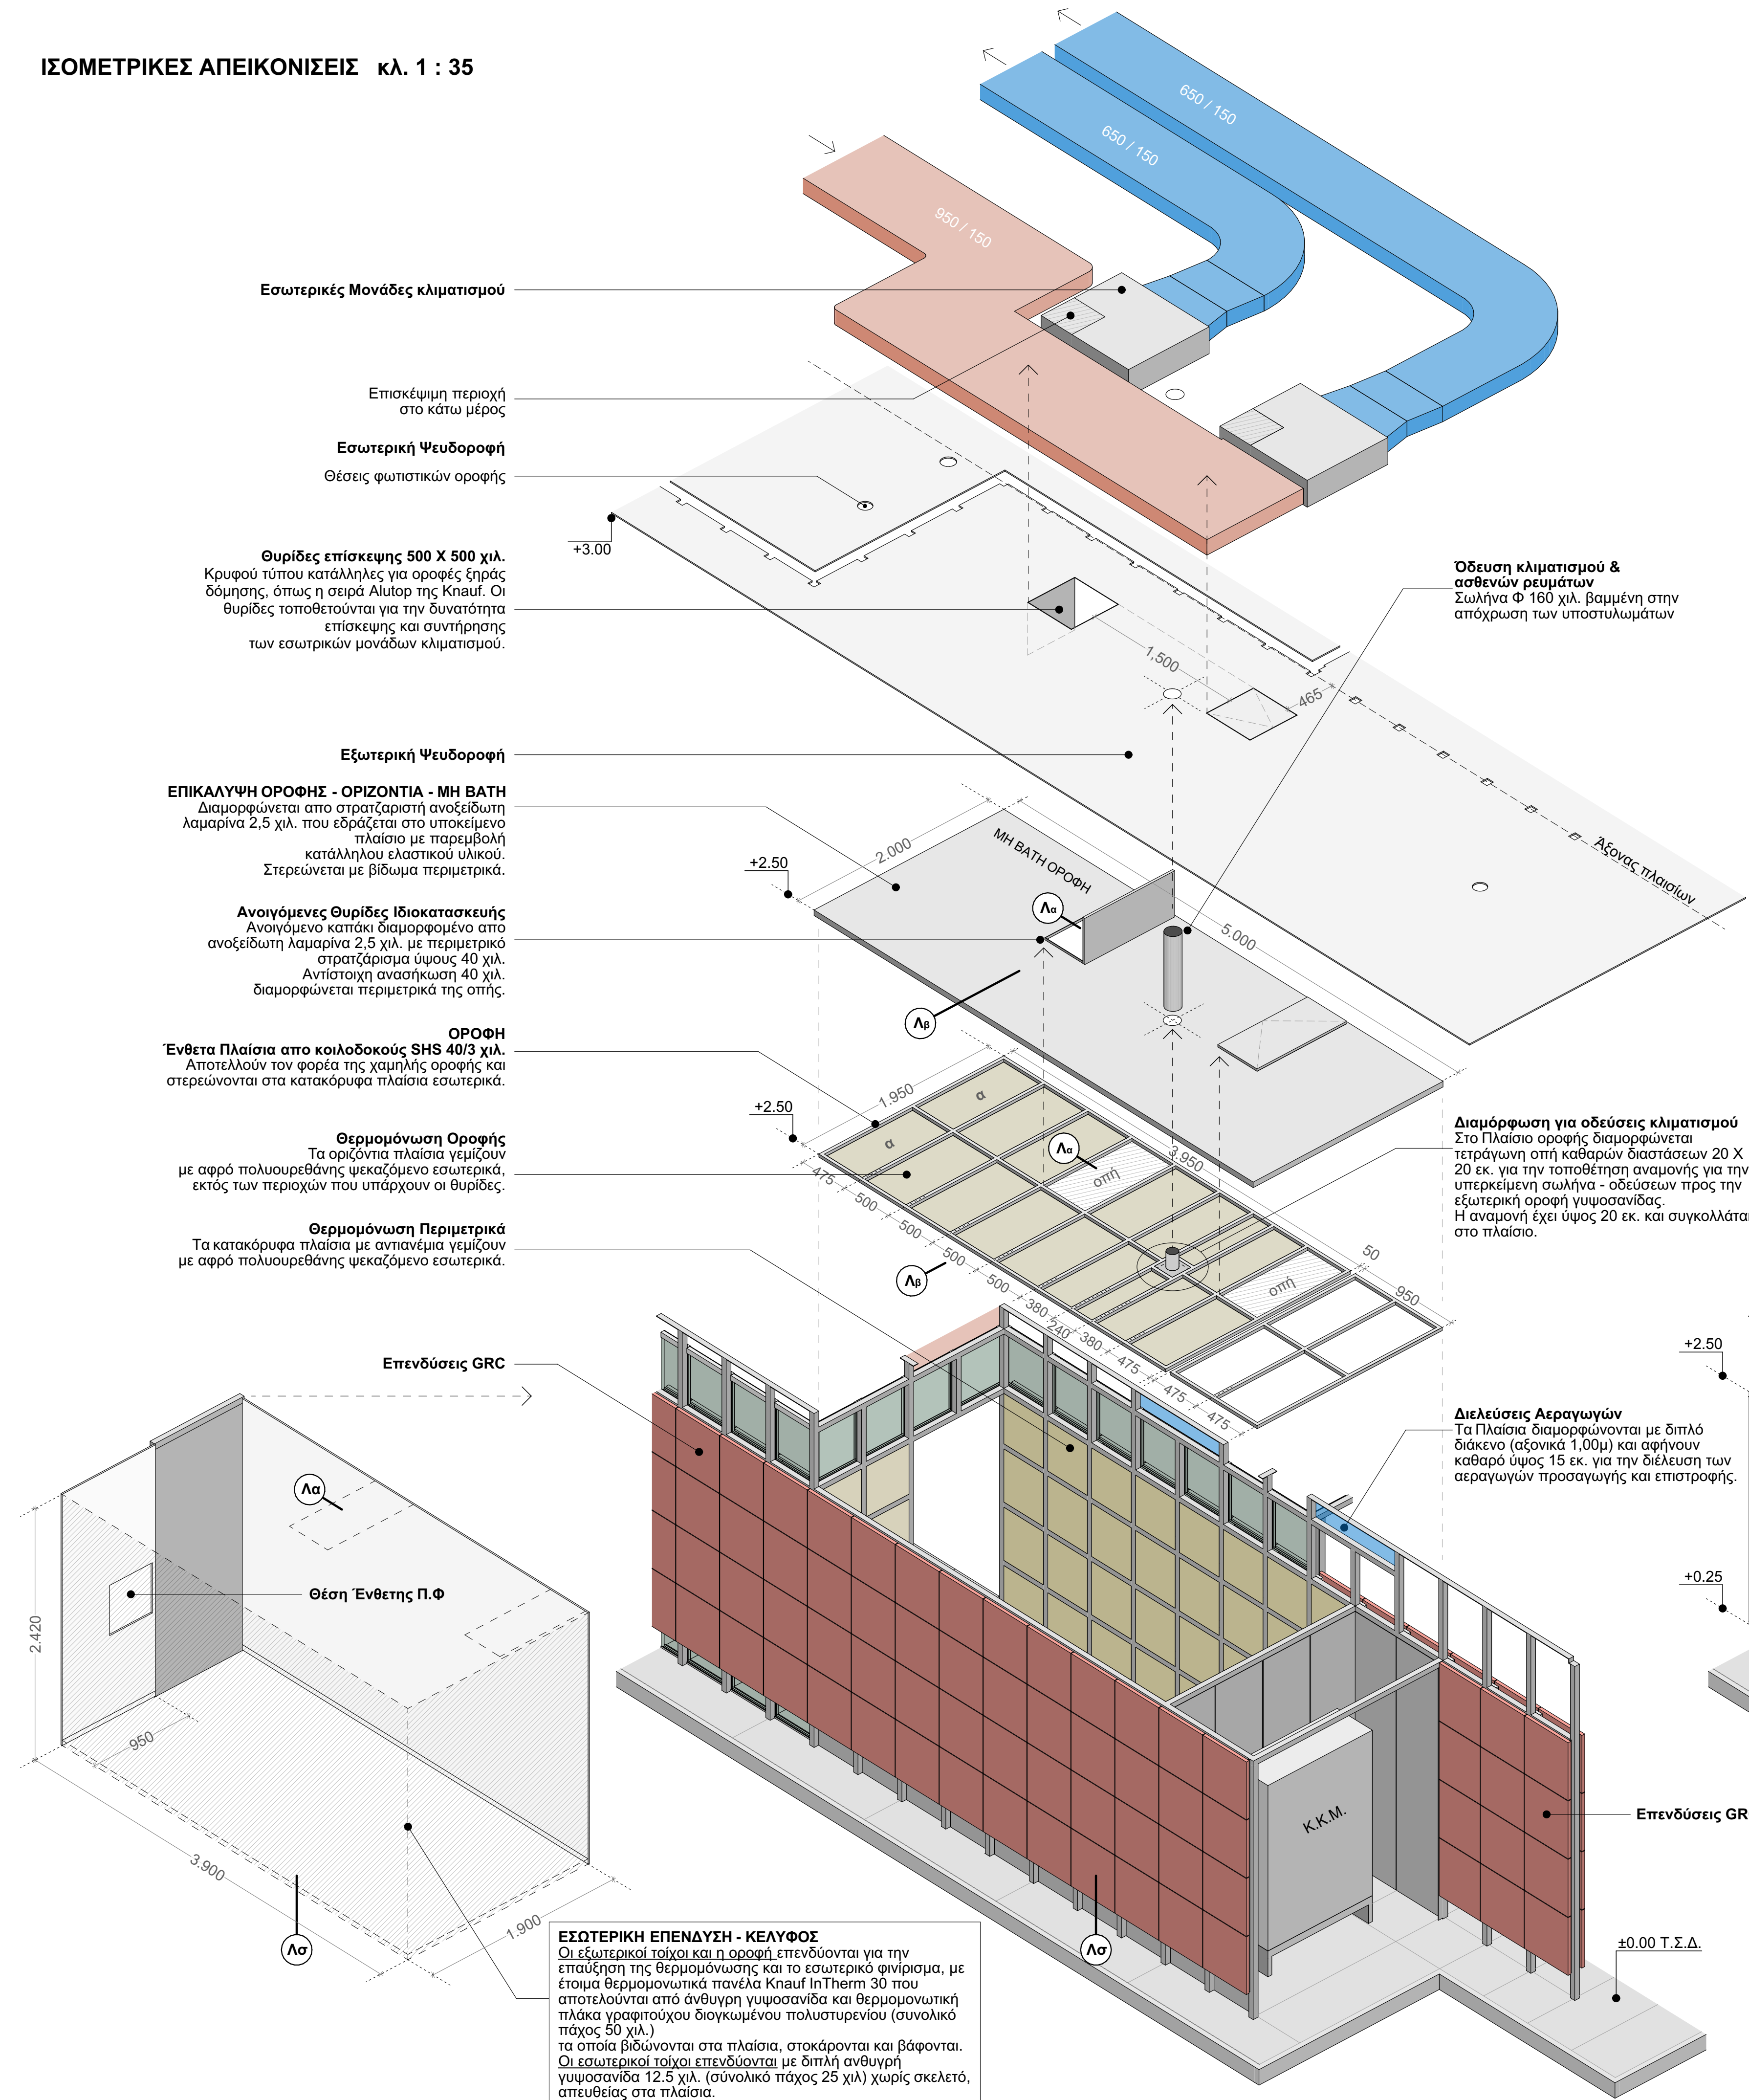 ΙΣΟΜΕΤΡΙΚΕΣ ΑΠΕΙΚΟΝΙΣΕΙΣ κλ. 1 : 35
650 / 150
650 / 150
950 / 150
Εσωτερικές Μονάδες κλιματισμού
Επισκέψιμη περιοχή
στο κάτω μέρος
Εσωτερική Ψευδοροφή
Θέσεις φωτιστικών οροφής
+3.00
Θυρίδες επίσκεψης 500 Χ 500 χιλ.
Κρυφού τύπου κατάλληλες για οροφές ξηράς
δόμησης, όπως η σειρά Alutop της Knauf. Οι
θυρίδες τοποθετούνται για την δυνατότητα
επίσκεψης και συντήρησης
των εσωτρικών μονάδων κλιματισμού.
Όδευση κλιματισμού &
ασθενών ρευμάτων
Σωλήνα Φ 160 χιλ. βαμμένη στην
απόχρωση των υποστυλωμάτων
1,500
465
Εξωτερική Ψευδοροφή
Άξονας πλαισίων
ΕΠΙΚΑΛΥΨΗ ΟΡΟΦΗΣ - ΟΡΙΖΟΝΤΙΑ - ΜΗ ΒΑΤΗ
Διαμορφώνεται απο στρατζαριστή ανοξείδωτη
λαμαρίνα 2,5 χιλ. που εδράζεται στο υποκείμενο
πλαίσιο με παρεμβολή
κατάλληλου ελαστικού υλικού.
Στερεώνεται με βίδωμα περιμετρικά.
+2.50
2.000
ΜΗ ΒΑΤΗ ΟΡΟΦΗ
5.000
Λα
Λβ
Ανοιγόμενες Θυρίδες Ιδιοκατασκευής
Ανοιγόμενο καπάκι διαμορφομένο απο
ανοξείδωτη λαμαρίνα 2,5 χιλ. με περιμετρικό
στρατζάρισμα ύψους 40 χιλ.
Αντίστοιχη ανασήκωση 40 χιλ.
διαμορφώνεται περιμετρικά της οπής.
ΟΡΟΦΗ
Ένθετα Πλαίσια απο κοιλοδοκούς SHS 40/3 χιλ.
Αποτελλούν τον φορέα της χαμηλής οροφής και
στερεώνονται στα κατακόρυφα πλαίσια εσωτερικά.
+2.50
1.950
α
α
Λα
3.950
οπή
οπή
50
950
475
500
500
500
500
380
240
380
475
475
475
Λβ
Θερμομόνωση Οροφής
Τα οριζόντια πλαίσια γεμίζουν
με αφρό πολυουρεθάνης ψεκαζόμενο εσωτερικά,
εκτός των περιοχών που υπάρχουν οι θυρίδες.
Θερμομόνωση Περιμετρικά
Τα κατακόρυφα πλαίσια με αντιανέμια γεμίζουν
με αφρό πολυουρεθάνης ψεκαζόμενο εσωτερικά.
Διαμόρφωση για οδεύσεις κλιματισμού
Στο Πλαίσιο οροφής διαμορφώνεται
τετράγωνη οπή καθαρών διαστάσεων 20 Χ
20 εκ. για την τοποθέτηση αναμονής για την
υπερκείμενη σωλήνα - οδεύσεων προς την
εξωτερική οροφή γυψοσανίδας.
Η αναμονή έχει ύψος 20 εκ. και συγκολλάται
στο πλαίσιο.
Επενδύσεις GRC
+2.50
Διελεύσεις Αεραγωγών
Τα Πλαίσια διαμορφώνονται με διπλό
διάκενο (αξονικά 1,00μ) και αφήνουν
καθαρό ύψος 15 εκ. για την διέλευση των
αεραγωγών προσαγωγής και επιστροφής.
+0.25
Λα
Θέση Ένθετης Π.Φ
2.420
950
3.900
1.900
Λσ
Κ.Κ.Μ.
Επενδύσεις GR
Λσ
±0.00 Τ.Σ.Δ.
ΕΣΩΤΕΡΙΚΗ ΕΠΕΝΔΥΣΗ - ΚΕΛΥΦΟΣ
Οι εξωτερικοί τοίχοι και η οροφή επενδύονται για την
επαύξηση της θερμομόνωσης και το εσωτερικό φινίρισμα, με
έτοιμα θερμομονωτικά πανέλα Knauf InTherm 30 που
αποτελούνται από άνθυγρη γυψοσανίδα και θερμομονωτική
πλάκα γραφιτούχου διογκωμένου πολυστυρενίου (συνολικό
πάχος 50 χιλ.)
τα οποία βιδώνονται στα πλαίσια, στοκάρονται και βάφονται.
Οι εσωτερικοί τοίχοι επενδύονται με διπλή ανθυγρή
γυψοσανίδα 12.5 χιλ. (σύνολικό πάχος 25 χιλ) χωρίς σκελετό,
απευθείας στα πλαίσια.